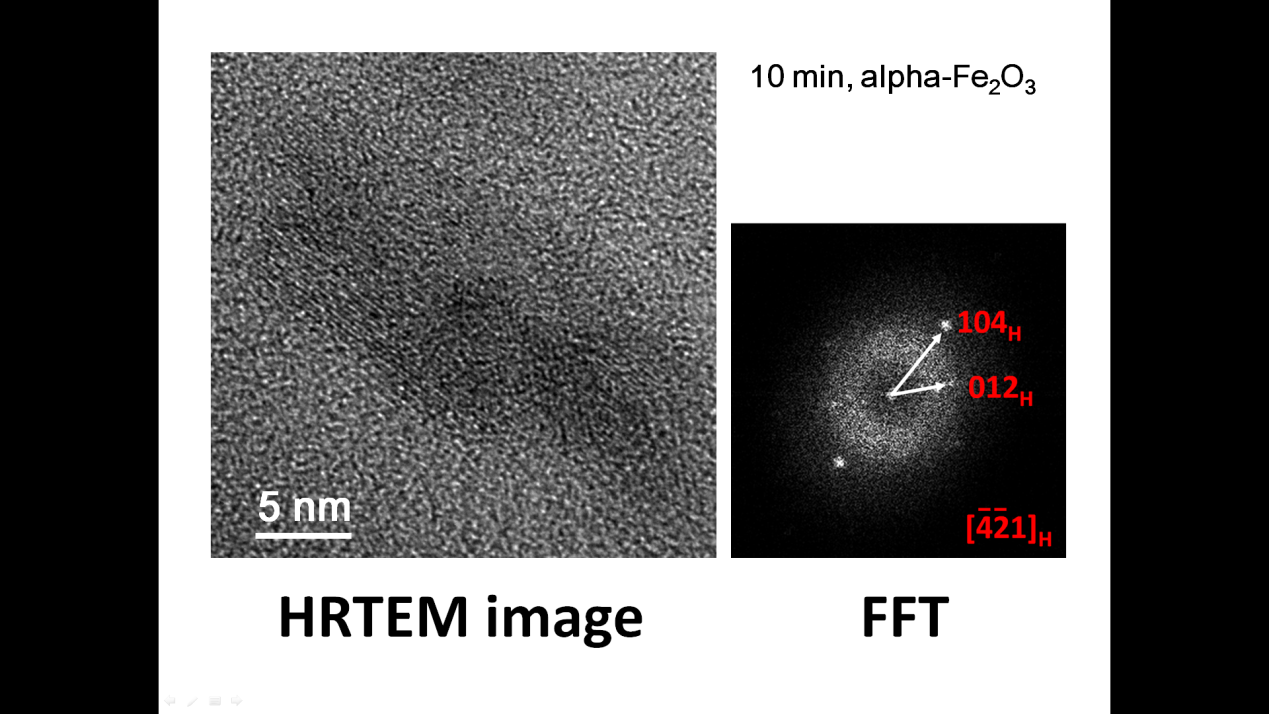 10 min, alpha-Fe₂O₃
104H
012H
5 nm
[4̅2̅1]H
HRTEM image
FFT